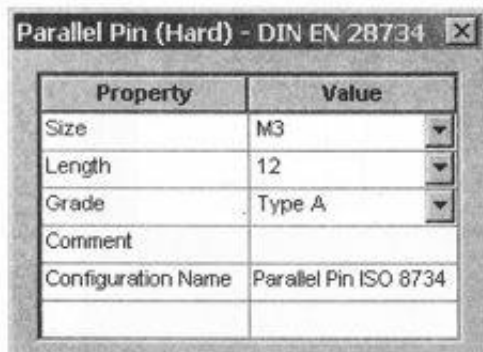 Parallel Pin (Hard) - DIN EN 28734
Property Value
Size M3
Length 12
Grade Type A
Comment
Configuration Name Parallel Pin ISO 8734